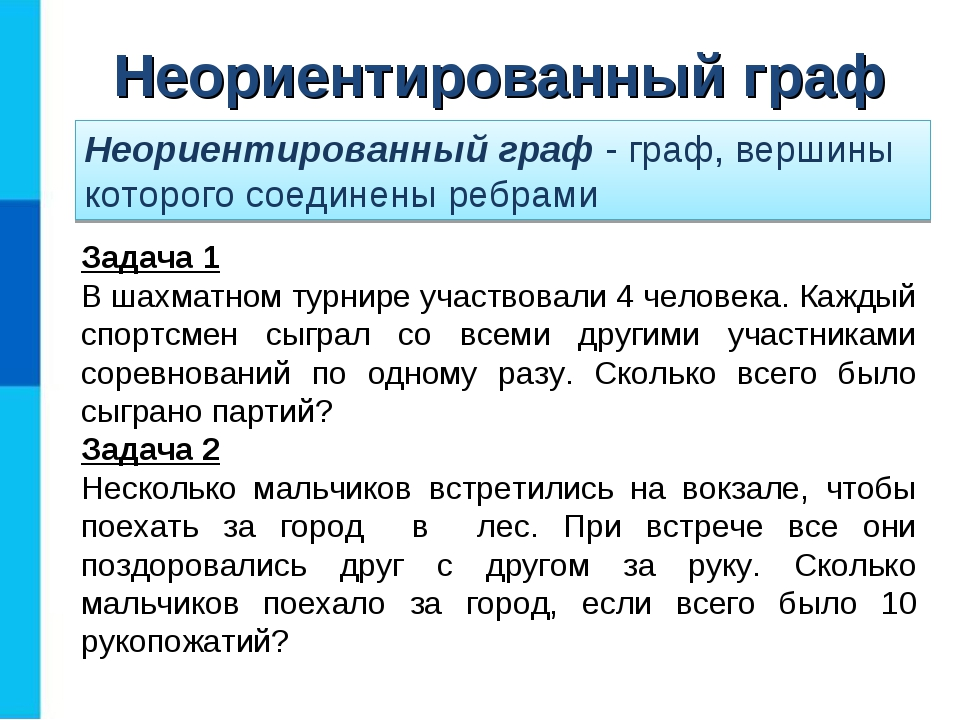 Неориентированный граф
Неориентированный граф - граф, вершины
которого соединены ребрами
Задача 1
В шахматном турнире участвовали 4 человека. Каждый
спортсмен сыграл со всеми другими участниками
соревнований по одному разу. Сколько всего было
сыграно партий?
Задача 2
Несколько мальчиков встретились на вокзале, чтобы
поехать за город в лес. При встрече все они
поздоровались друг с другом за руку. Сколько
мальчиков поехало за город, если всего было 10
рукопожатий?